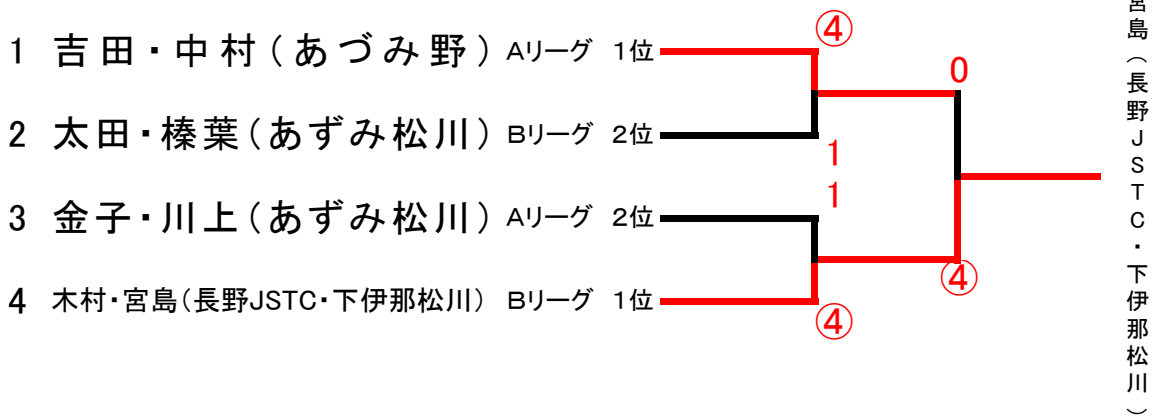 1 吉田・中村(あづみ野) Aリーグ 1位
④
0
2 太田・榛葉(あずみ松川) Bリーグ 2位
1
1
3 金子・川上(あずみ松川) Aリーグ 2位
④
4 木村・宮島(長野JSTC・下伊那松川) Bリーグ 1位
④
宮島(長野JSTC・下伊那松川)